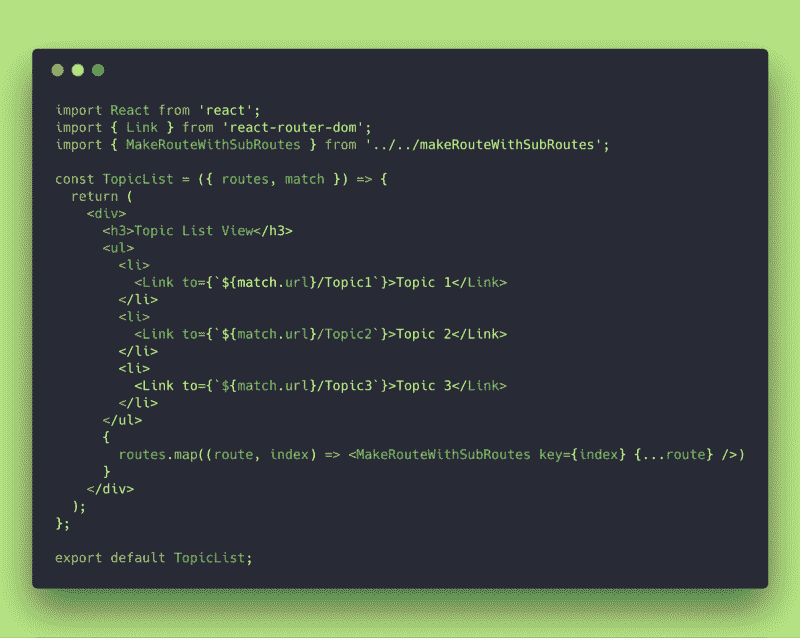 import React from 'react';
import { Link } from 'react-router-dom';
import { MakeRouteWithSubRoutes } from '../../makeRouteWithSubRoutes';

const TopicList = ({ routes, match }) => {
  return (
    <div>
      <h3>Topic List View</h3>
      <ul>
        <li>
          <Link to={`${match.url}/Topic1`}>Topic 1</Link>
        </li>
        <li>
          <Link to={`${match.url}/Topic2`}>Topic 2</Link>
        </li>
        <li>
          <Link to={`${match.url}/Topic3`}>Topic 3</Link>
        </li>
      </ul>
      {
        routes.map((route, index) => <MakeRouteWithSubRoutes key={index} {...route} />)
      }
    </div>
  );
};

export default TopicList;